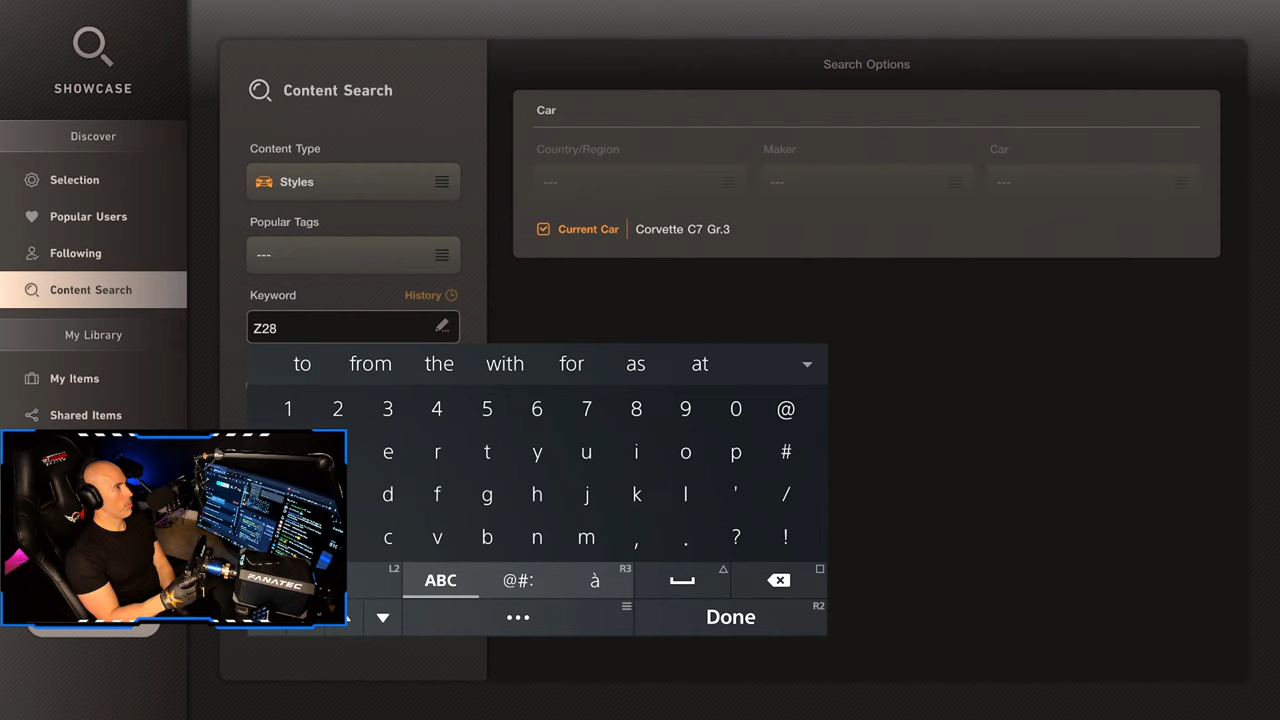 SHOWCASE
Discover
Selection
Popular Users
Following
Content Search
My Library
My Items
Shared Items
Content Search
Content Type
Styles
Popular Tags
---
Keyword
History
Z28
Search Options
Car
Country/Region Maker Car
--- --- ---
Current Car Corvette C7 Gr.3
to from the with for as at
1 2 3 4 5 6 7 8 9 0 @
e r t y u i o p #
d f g h j k l ' /
c v b n m , . ? !
L2 ABC @#: à R3 △ □
... Done R2
FANATEC